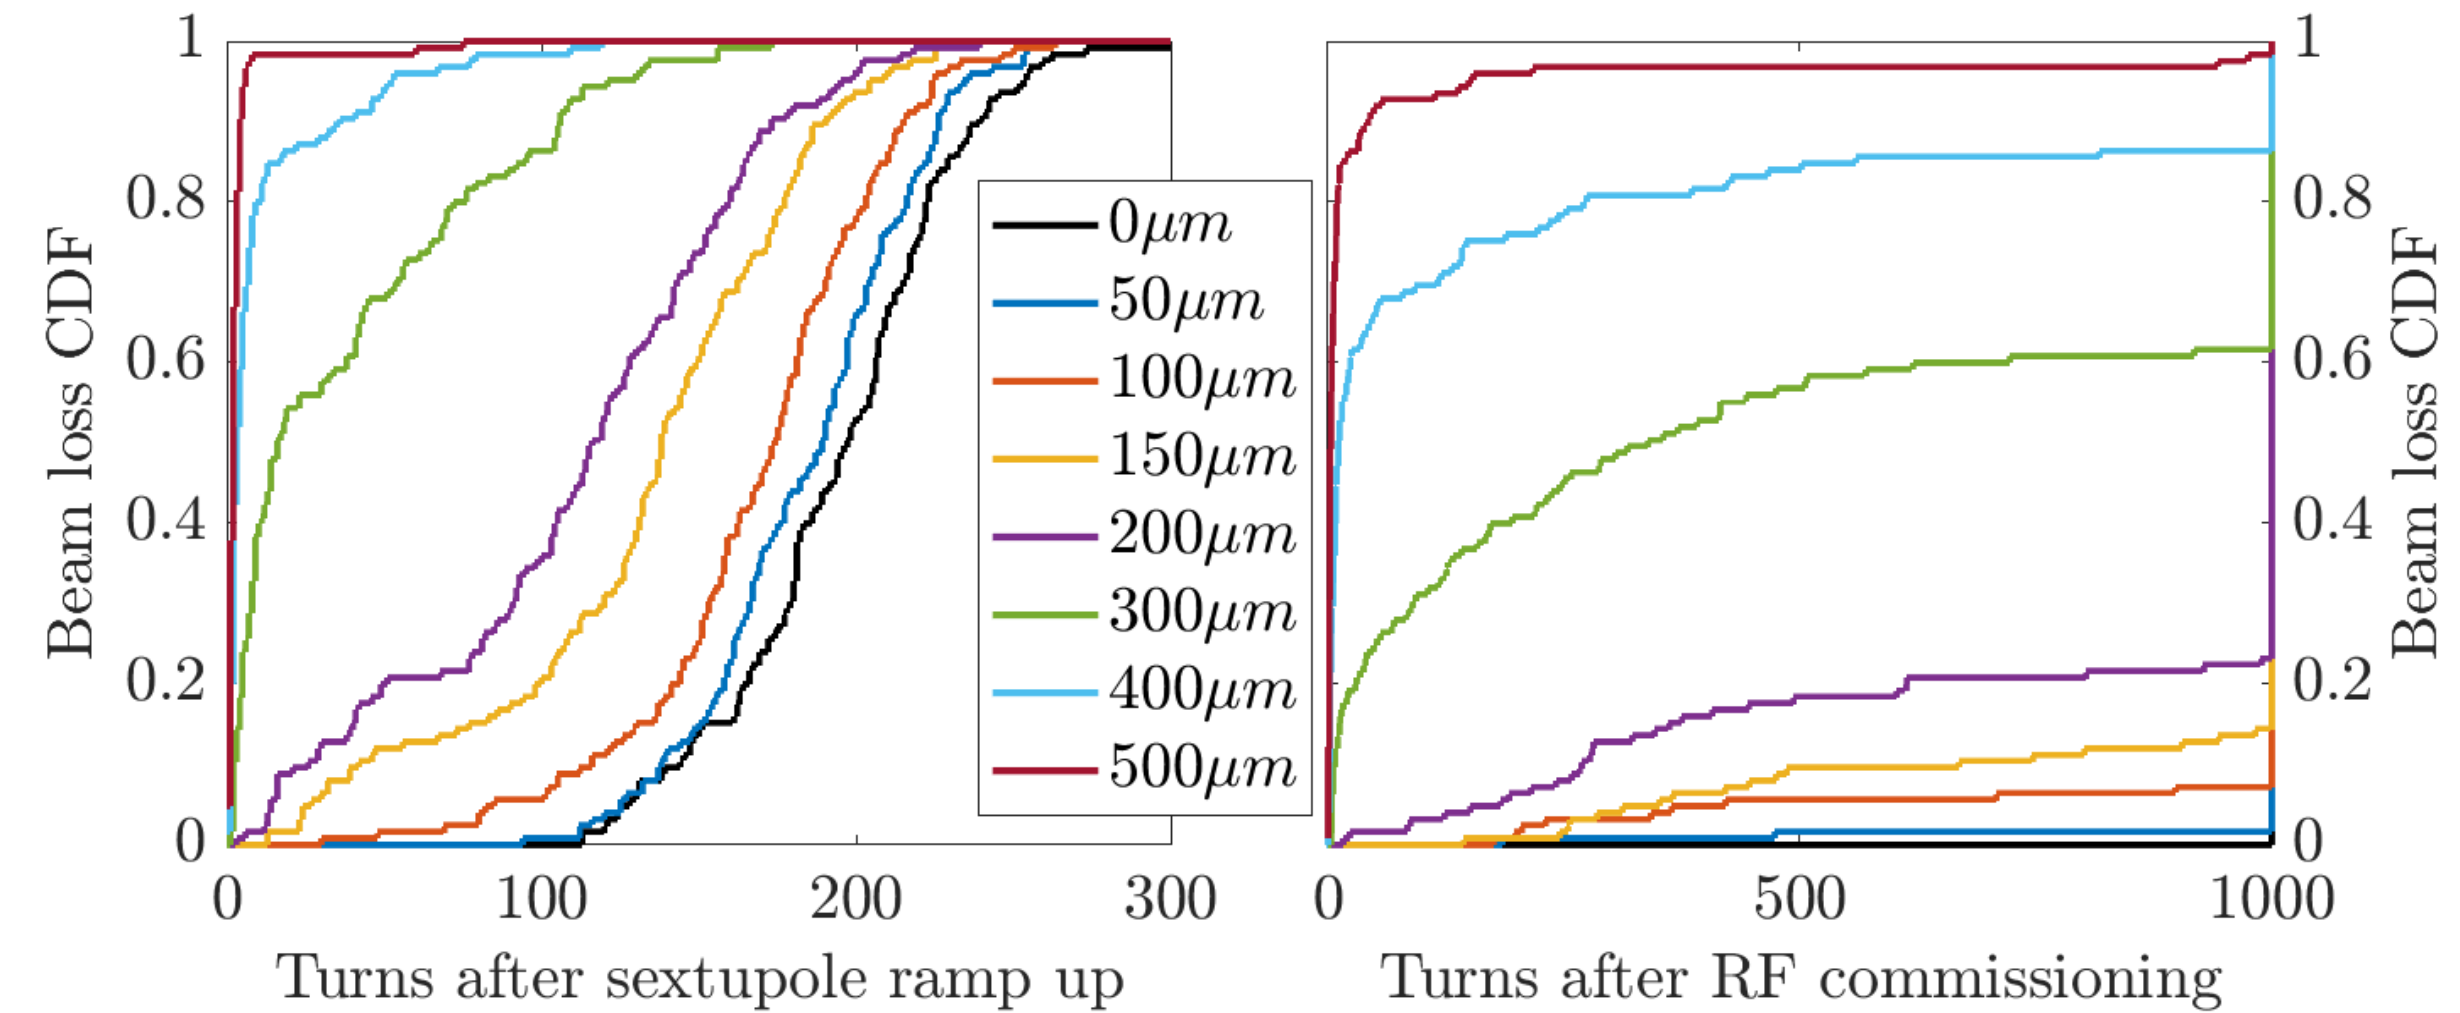 Beam loss CDF
1
0.8
0.6
0.4
0.2
0
0 100 200 300
Turns after sextupole ramp up
0μm
50μm
100μm
150μm
200μm
300μm
400μm
500μm
1
0.8
0.6
0.4
0.2
0
Beam loss CDF
0 500 1000
Turns after RF commissioning